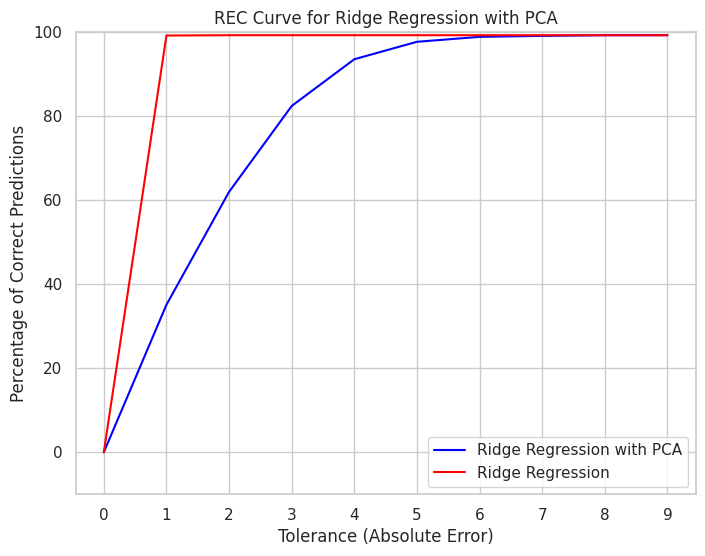 REC Curve for Ridge Regression with PCA
Percentage of Correct Predictions
100
80
60
40
20
0
0 1 2 3 4 5 6 7 8 9
Tolerance (Absolute Error)
Ridge Regression with PCA
Ridge Regression